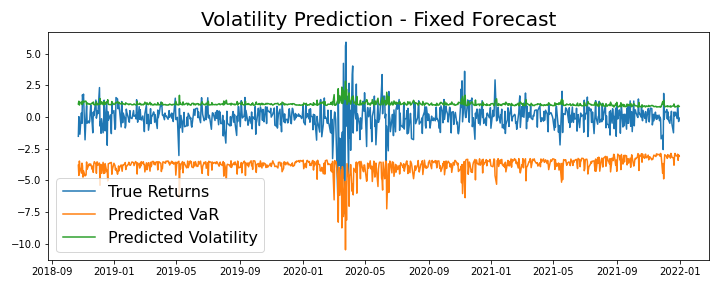 Volatility Prediction - Fixed Forecast
5.0
2.5
0.0
−2.5
−5.0
−7.5
−10.0
True Returns
Predicted VaR
Predicted Volatility
2018-09 2019-01 2019-05 2019-09 2020-01 2020-05 2020-09 2021-01 2021-05 2021-09 2022-01